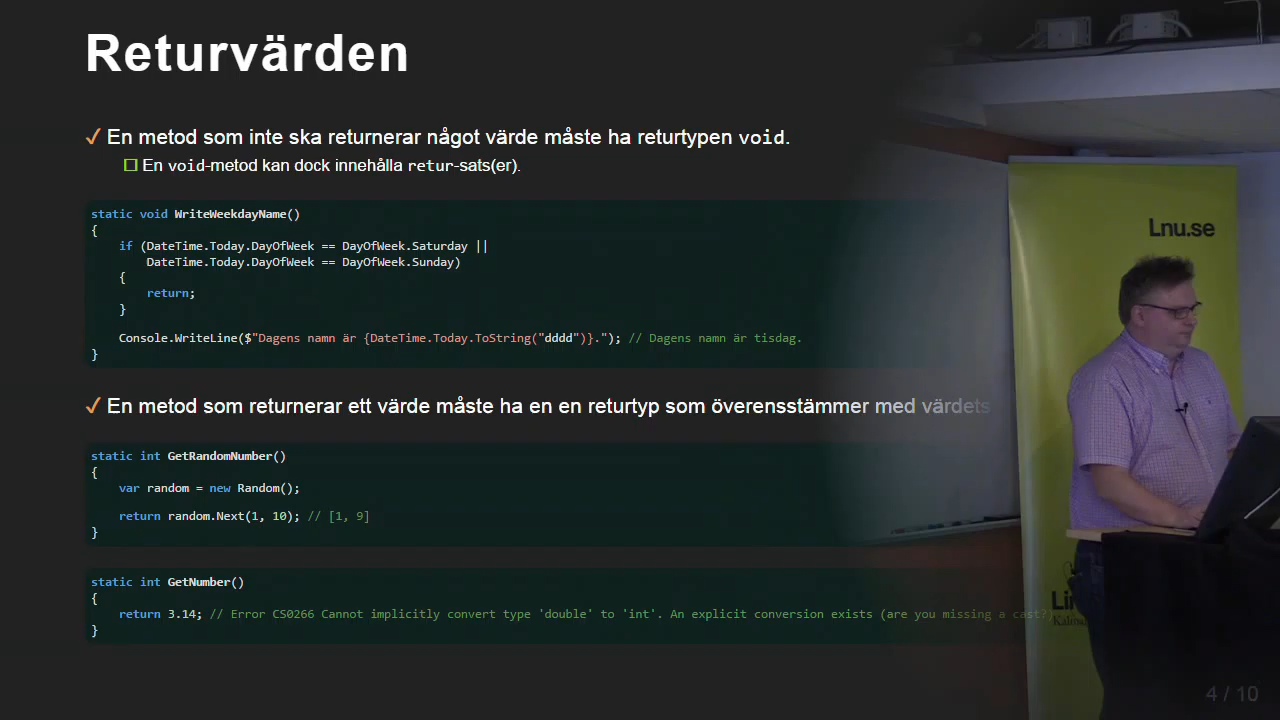 Returvärden
✓ En metod som inte ska returnerar något värde måste ha returtypen void.
En void-metod kan dock innehålla retur-sats(er).
static void WriteWeekdayName()
{
if (DateTime.Today.DayOfWeek == DayOfWeek.Saturday ||
DateTime.Today.DayOfWeek == DayOfWeek.Sunday)
{
return;
}
Console.WriteLine($"Dagens namn är {DateTime.Today.ToString("dddd")}."); // Dagens namn är tisdag.
}
✓ En metod som returnerar ett värde måste ha en en returtyp som överensstämmer med värdets
static int GetRandomNumber()
{
var random = new Random();
return random.Next(1, 10); // [1, 9]
}
static int GetNumber()
{
return 3.14; // Error CS0266 Cannot implicitly convert type 'double' to 'int'. An explicit conversion exists (are you missing a cast?
}
Lnu.se
4 / 10